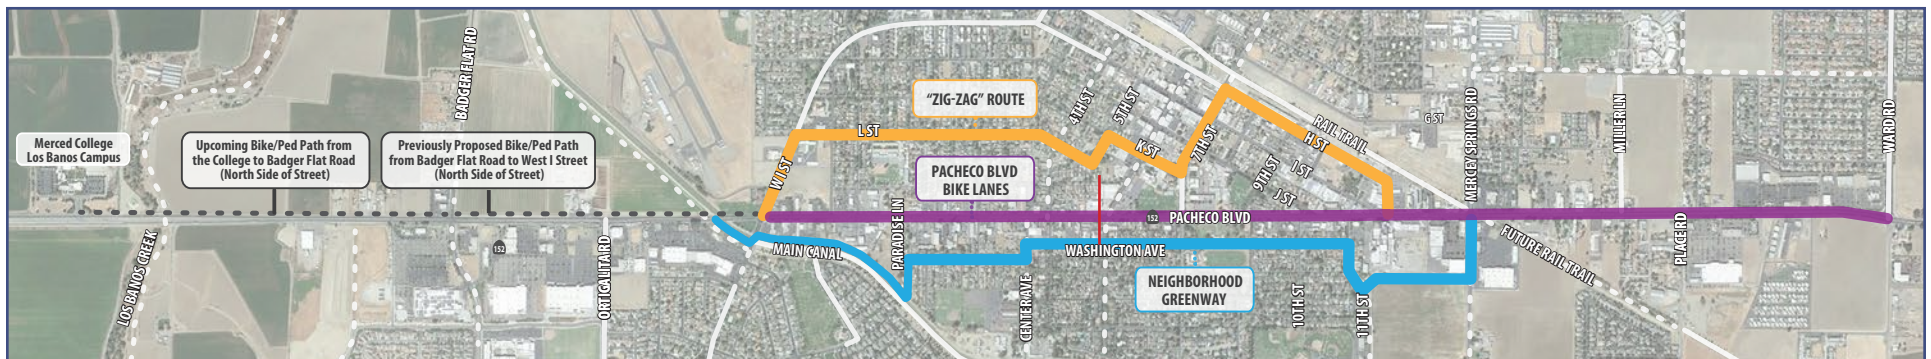 Merced College
Los Banos Campus
Upcoming Bike/Ped Path from
the College to Badger Flat Road
(North Side of Street)
Previously Proposed Bike/Ped Path
from Badger Flat Road to West I Street
(North Side of Street)
LOS BANOS CREEK
BADGER FLAT RD
152
ORTIGALITA RD
W I ST
L ST
"ZIG-ZAG" ROUTE
4TH ST
5TH ST
K ST
7TH ST
RAIL TRAIL
H ST
G ST
9TH ST
I ST
J ST
PACHECO BLVD
BIKE LANES
152
PACHECO BLVD
MAIN CANAL
PARADISE LN
CENTER AVE
WASHINGTON AVE
NEIGHBORHOOD
GREENWAY
10TH ST
11TH ST
MERCEY SPRINGS RD
FUTURE RAIL TRAIL
MILLER LN
PLACE RD
WARD RD